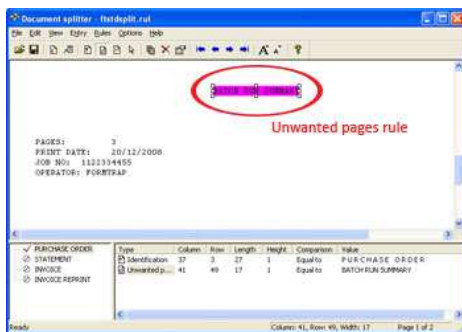 Document splitter - ftstdsplit.rul
File Edit View Entry Rules Options Help
BATCH RUN SUMMARY
Unwanted pages rule
PAGES: 3
PRINT DATE: 20/12/2008
JOB NO: 1122334455
OPERATOR: FORMTRAP
PURCHASE ORDER
STATEMENT
INVOICE
INVOICE REPRINT
Type Column Row Length Height Comparison Value
Identification 37 3 27 1 Equal to PURCHASE ORDER
Unwanted p... 41 49 17 1 Equal to BATCH RUN SUMMARY
Ready Column: 41, Row: 49, Width: 17 Page 1 of 2